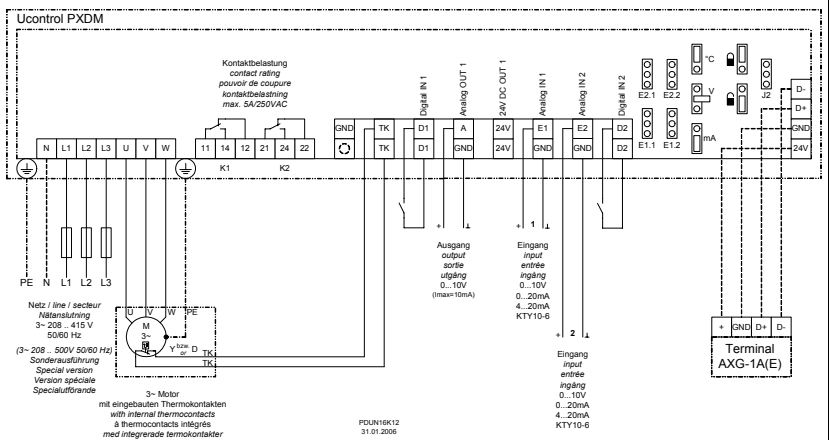 Ucontrol PXDM
Kontaktbelastung
contact rating
pouvoir de coupure
kontaktbelastning
max. 5A/250VAC
Digital IN 1
Analog OUT 1
24V DC OUT 1
Analog IN 1
Analog IN 2
Digital IN 2
E2.1 E2.2
E1.1 E1.2
°C
V
mA
J2
D-
D+
GND
24V
GND TK D1 A 24V E1 E2 D2
TK D1 GND 24V GND GND D2
N L1 L2 L3 U V W
11 14 12 21 24 22
K1 K2
PE N L1 L2 L3
Netz / line / secteur
Nätanslutning
3~ 208 .. 415 V
50/60 Hz
(3~ 208 .. 500V 50/60 Hz)
Sonderausführung
Special version
Version spéciale
Specialutförande
U V W PE
M
3~
Y bzw. or D
TK
TK
3~ Motor
mit eingebauten Thermokontakten
with internal thermocontacts
à thermocontacts intégrés
med integrerade termokontakter
PDUN16K12
31.01.2006
+ ⊥
Ausgang
output
sortie
utgång
0...10V
(Imax=10mA)
+ 1 ⊥
Eingang
input
entrée
ingång
0...10V
0...20mA
4...20mA
KTY10-6
+ 2 ⊥
Eingang
input
entrée
ingång
0...10V
0...20mA
4...20mA
KTY10-6
+ GND D+ D-
Terminal
AXG-1A(E)